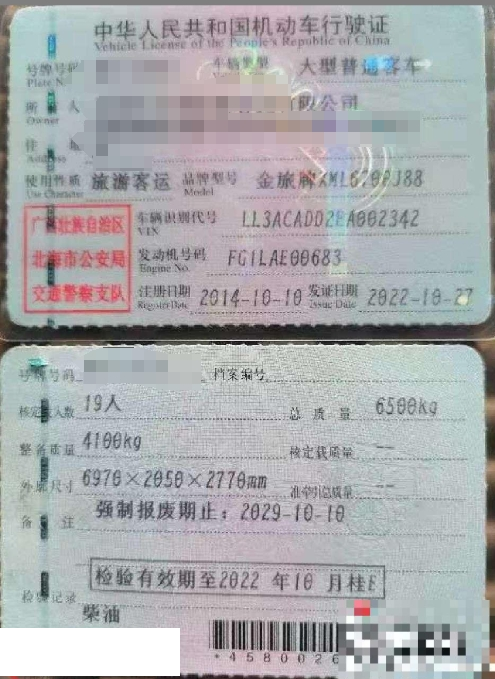 中华人民共和国机动车行驶证
Vehicle License of the People's Republic of China
号牌号码 车辆类型 大型普通客车
Plate N.
所 人 有限公司
Owner
住
Address
使用性质 旅游客运 品牌型号 金旅牌XML6700J88
Use Character Model
广西壮族自治区
北海市公安局
交通警察支队
车辆识别代号 LL3ACADD2EA002342
VIN
发动机号码 FG1LAE00683
Engine No.
注册日期 2014-10-10 发证日期 2022-10-27
Register Date Issue Date
号牌号码 档案编号
核定载人数 19人 总质量 6500kg
整备质量 4100kg 核定载质量 --
外廓尺寸 6970×2050×2770mm 准牵引总质量 --
备 注 强制报废期止：2029-10-10
检验有效期至2022 年10 月桂E
检验记录
柴油
*4580026